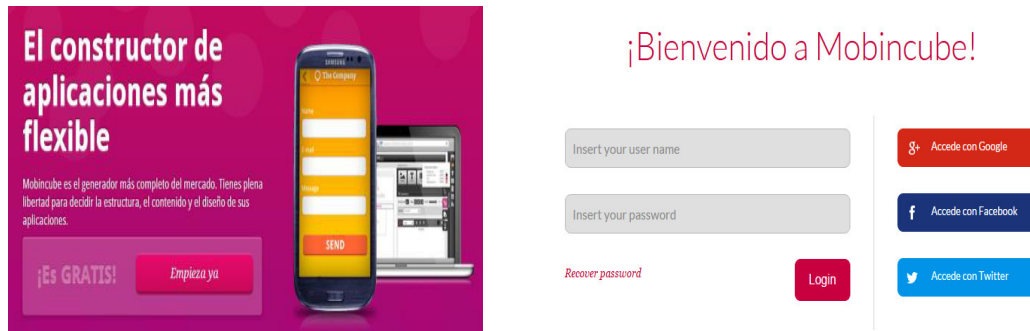 El constructor de
aplicaciones más
flexible
Mobincube es el generador más completo del mercado. Tienes plena
libertad para decidir la estructura, el contenido y el diseño de sus
aplicaciones.
¡Es GRATIS!
Empieza ya
SAMSUNG
The Company
Name
E-mail
Message
SEND
¡Bienvenido a Mobincube!
Insert your user name
Insert your password
Recover password
Login
g+ Accede con Google
f Accede con Facebook
Accede con Twitter